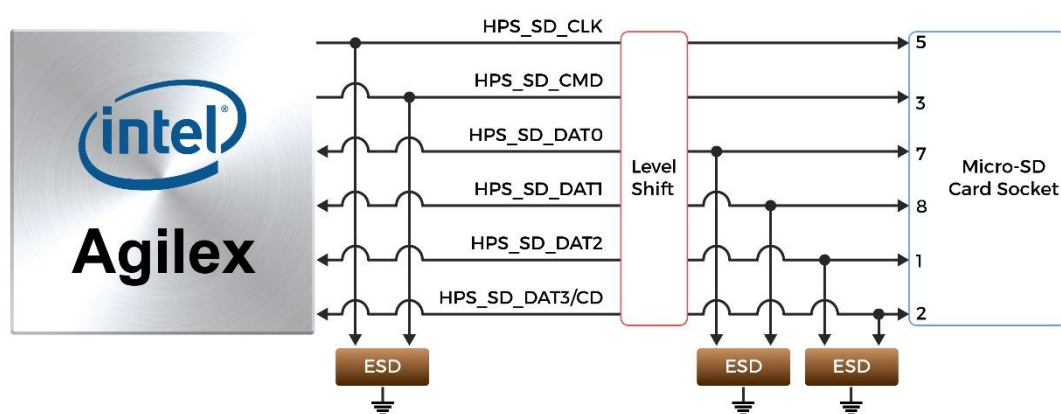 HPS_SD_CLK
5
HPS_SD_CMD
3
HPS_SD_DAT0
7
HPS_SD_DAT1
8
HPS_SD_DAT2
1
HPS_SD_DAT3/CD
2
intel®
Agilex
Level
Shift
Micro-SD
Card Socket
ESD
ESD
ESD